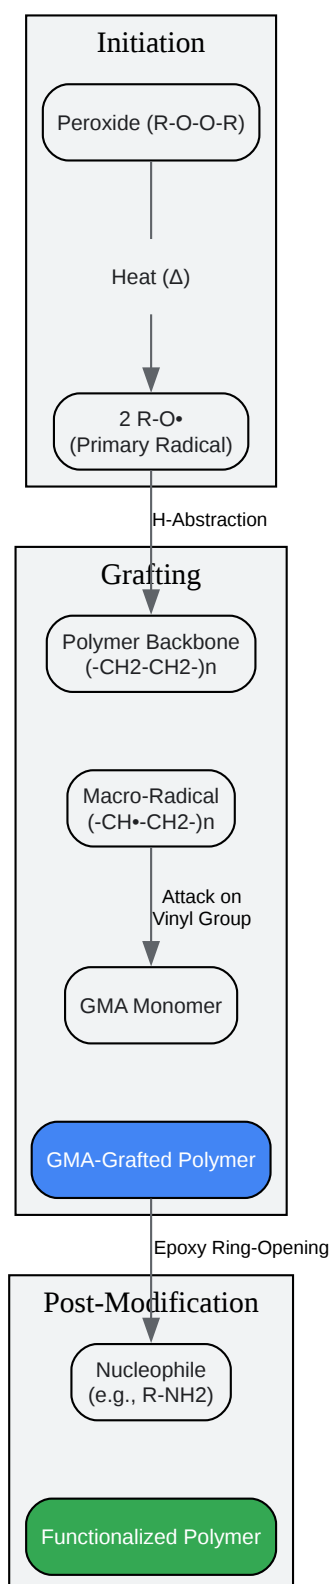 Initiation
Peroxide (R-O-O-R)
Heat (Δ)
2 R-O•
(Primary Radical)
H-Abstraction
Grafting
Polymer Backbone
(-CH2-CH2-)n
Macro-Radical
(-CH•-CH2-)n
Attack on
Vinyl Group
GMA Monomer
GMA-Grafted Polymer
Epoxy Ring-Opening
Post-Modification
Nucleophile
(e.g., R-NH2)
Functionalized Polymer